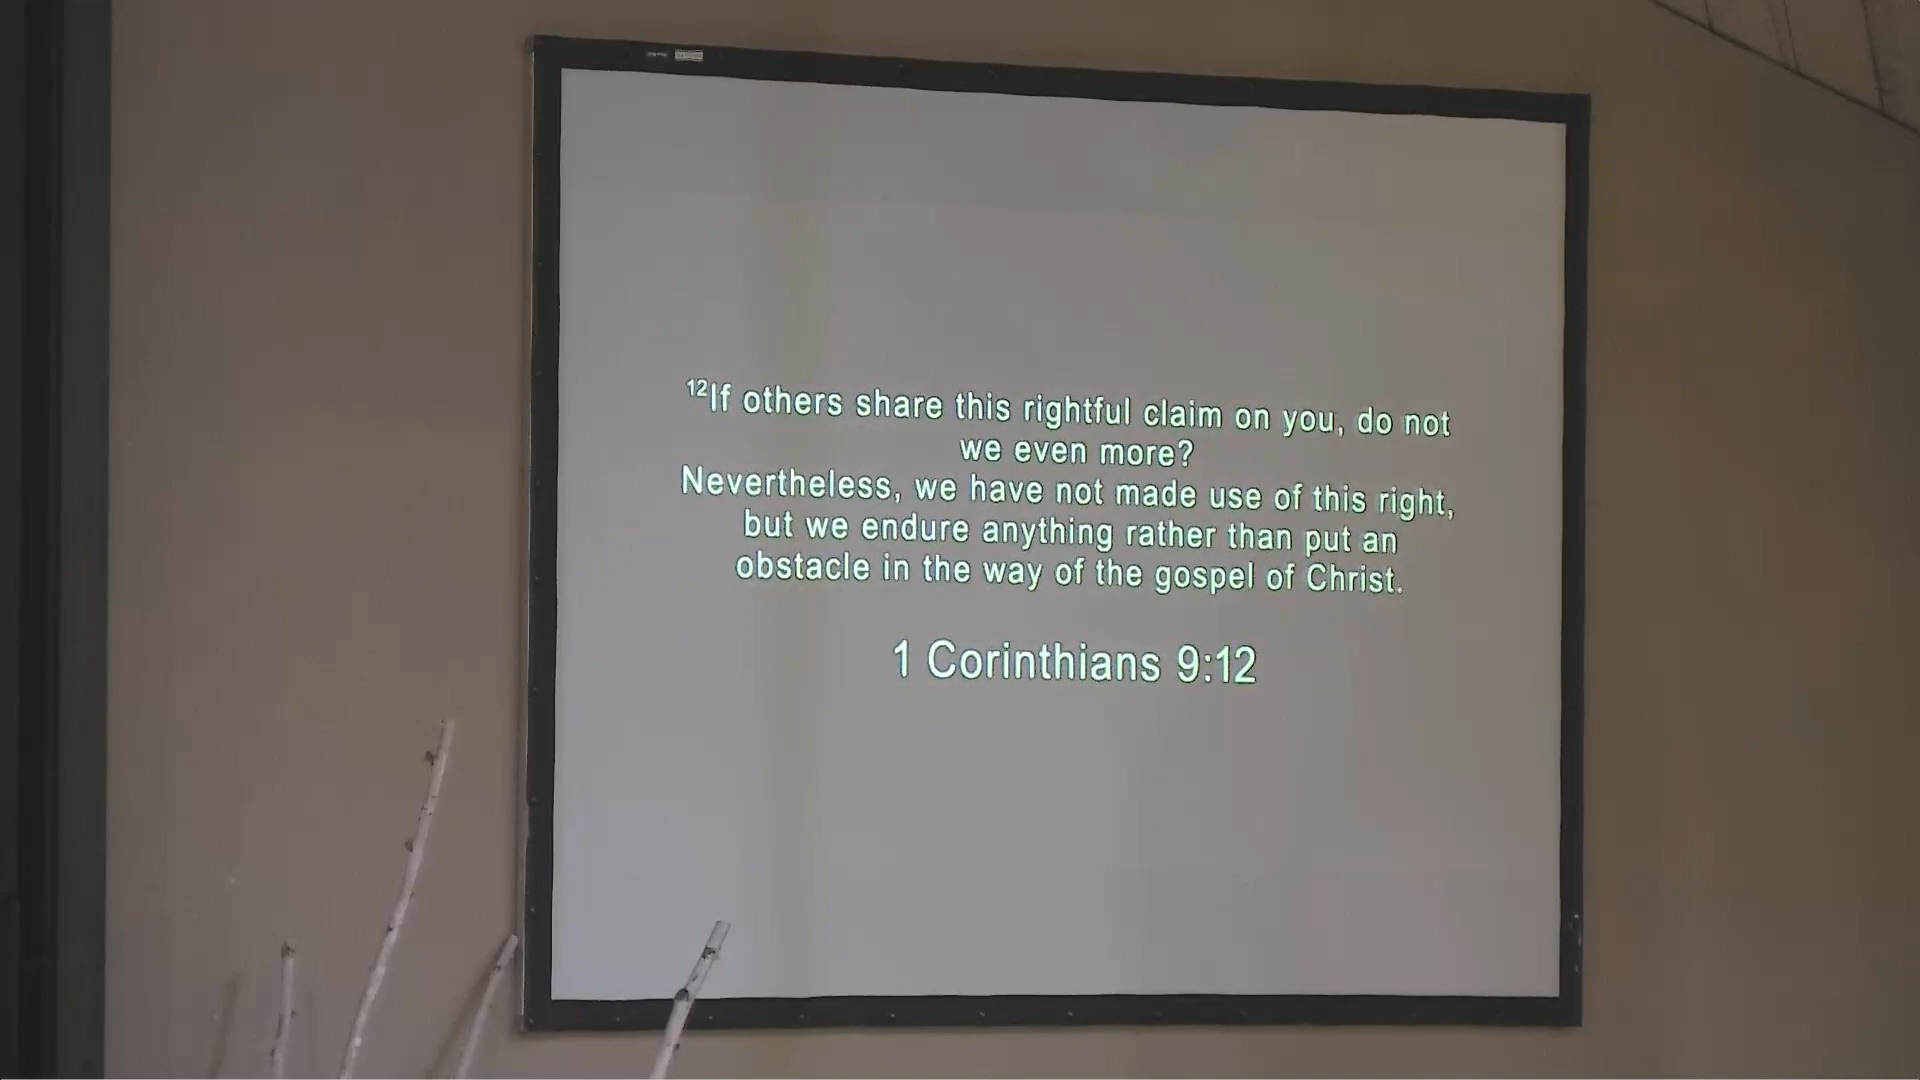 ¹²If others share this rightful claim on you, do not
we even more?
Nevertheless, we have not made use of this right,
but we endure anything rather than put an
obstacle in the way of the gospel of Christ.
1 Corinthians 9:12